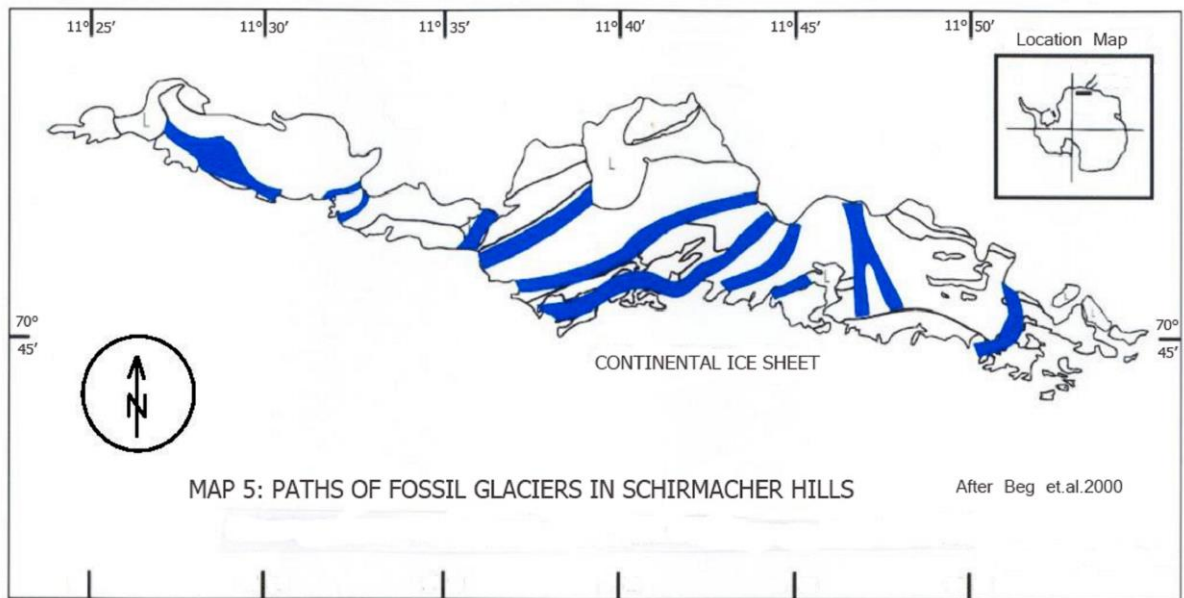 11° 25' 11° 30' 11° 35' 11° 40' 11° 45' 11° 50'
Location Map
L
L
L
70°
45'
70°
45'
CONTINENTAL ICE SHEET
N
MAP 5: PATHS OF FOSSIL GLACIERS IN SCHIRMACHER HILLS
After Beg et.al.2000